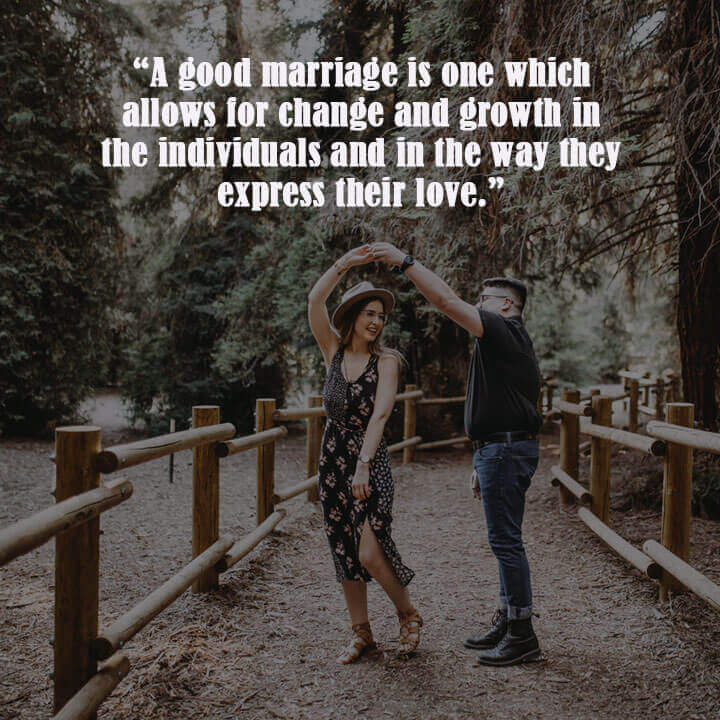 “A good marriage is one which
allows for change and growth in
the individuals and in the way they
express their love.”